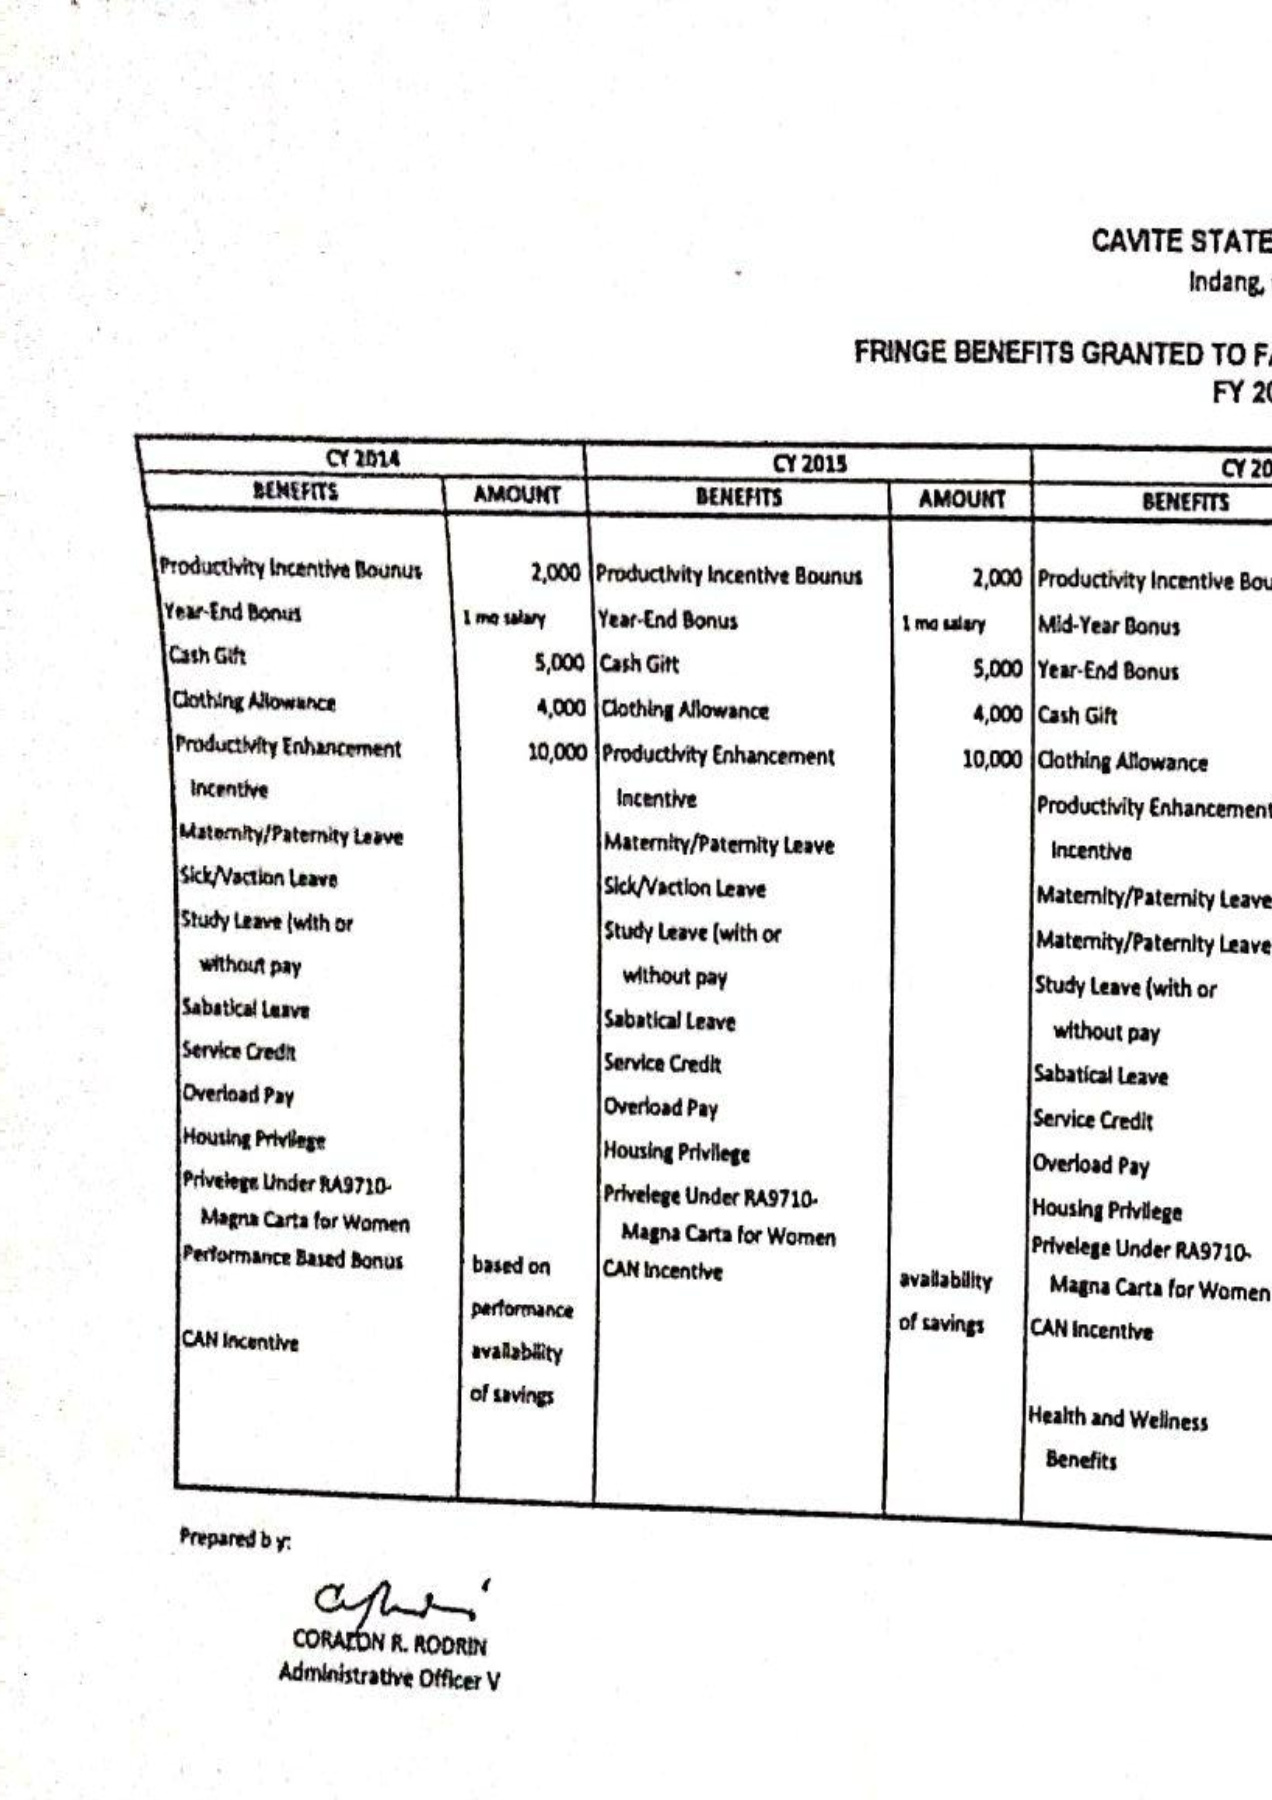 CAVITE STATE
Indang,
FRINGE BENEFITS GRANTED TO FA
FY 20
CY 2014 CY 2015 CY 20
BENEFITS AMOUNT BENEFITS AMOUNT BENEFITS
Productivity Incentive Bounus 2,000 Productivity Incentive Bounus 2,000 Productivity Incentive Bou
Year-End Bonus 1 mo salary Year-End Bonus 1 mo salary Mid-Year Bonus
Cash Gift 5,000 Cash Gift 5,000 Year-End Bonus
Clothing Allowance 4,000 Clothing Allowance 4,000 Cash Gift
Productivity Enhancement 10,000 Productivity Enhancement 10,000 Clothing Allowance
Incentive Incentive Productivity Enhancement
Maternity/Paternity Leave Maternity/Paternity Leave Incentive
Sick/Vaction Leave Sick/Vaction Leave Maternity/Paternity Leave
Study Leave (with or Study Leave (with or Maternity/Paternity Leave
without pay without pay Study Leave (with or
Sabatical Leave Sabatical Leave without pay
Service Credit Service Credit Sabatical Leave
Overload Pay Overload Pay Service Credit
Housing Privilege Housing Privilege Overload Pay
Privelege Under RA9710- Privelege Under RA9710- Housing Privilege
Magna Carta for Women Magna Carta for Women Privelege Under RA9710-
Performance Based Bonus based on CAN Incentive availability Magna Carta for Women
performance of savings CAN Incentive
CAN Incentive availability
of savings Health and Wellness
Benefits
Prepared by:
CORAZON R. RODRIN
Administrative Officer V